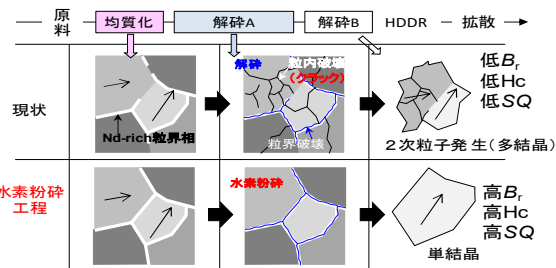 原料
均質化
解砕A
解砕B
HDDR
拡散
現状
Nd-rich粒界相
解砕
粒内破壊
(クラック)
粒界破壊
低Br
低Hc
低SQ
2次粒子発生(多結晶)
水素粉砕
工程
水素粉砕
高Br
高Hc
高SQ
単結晶